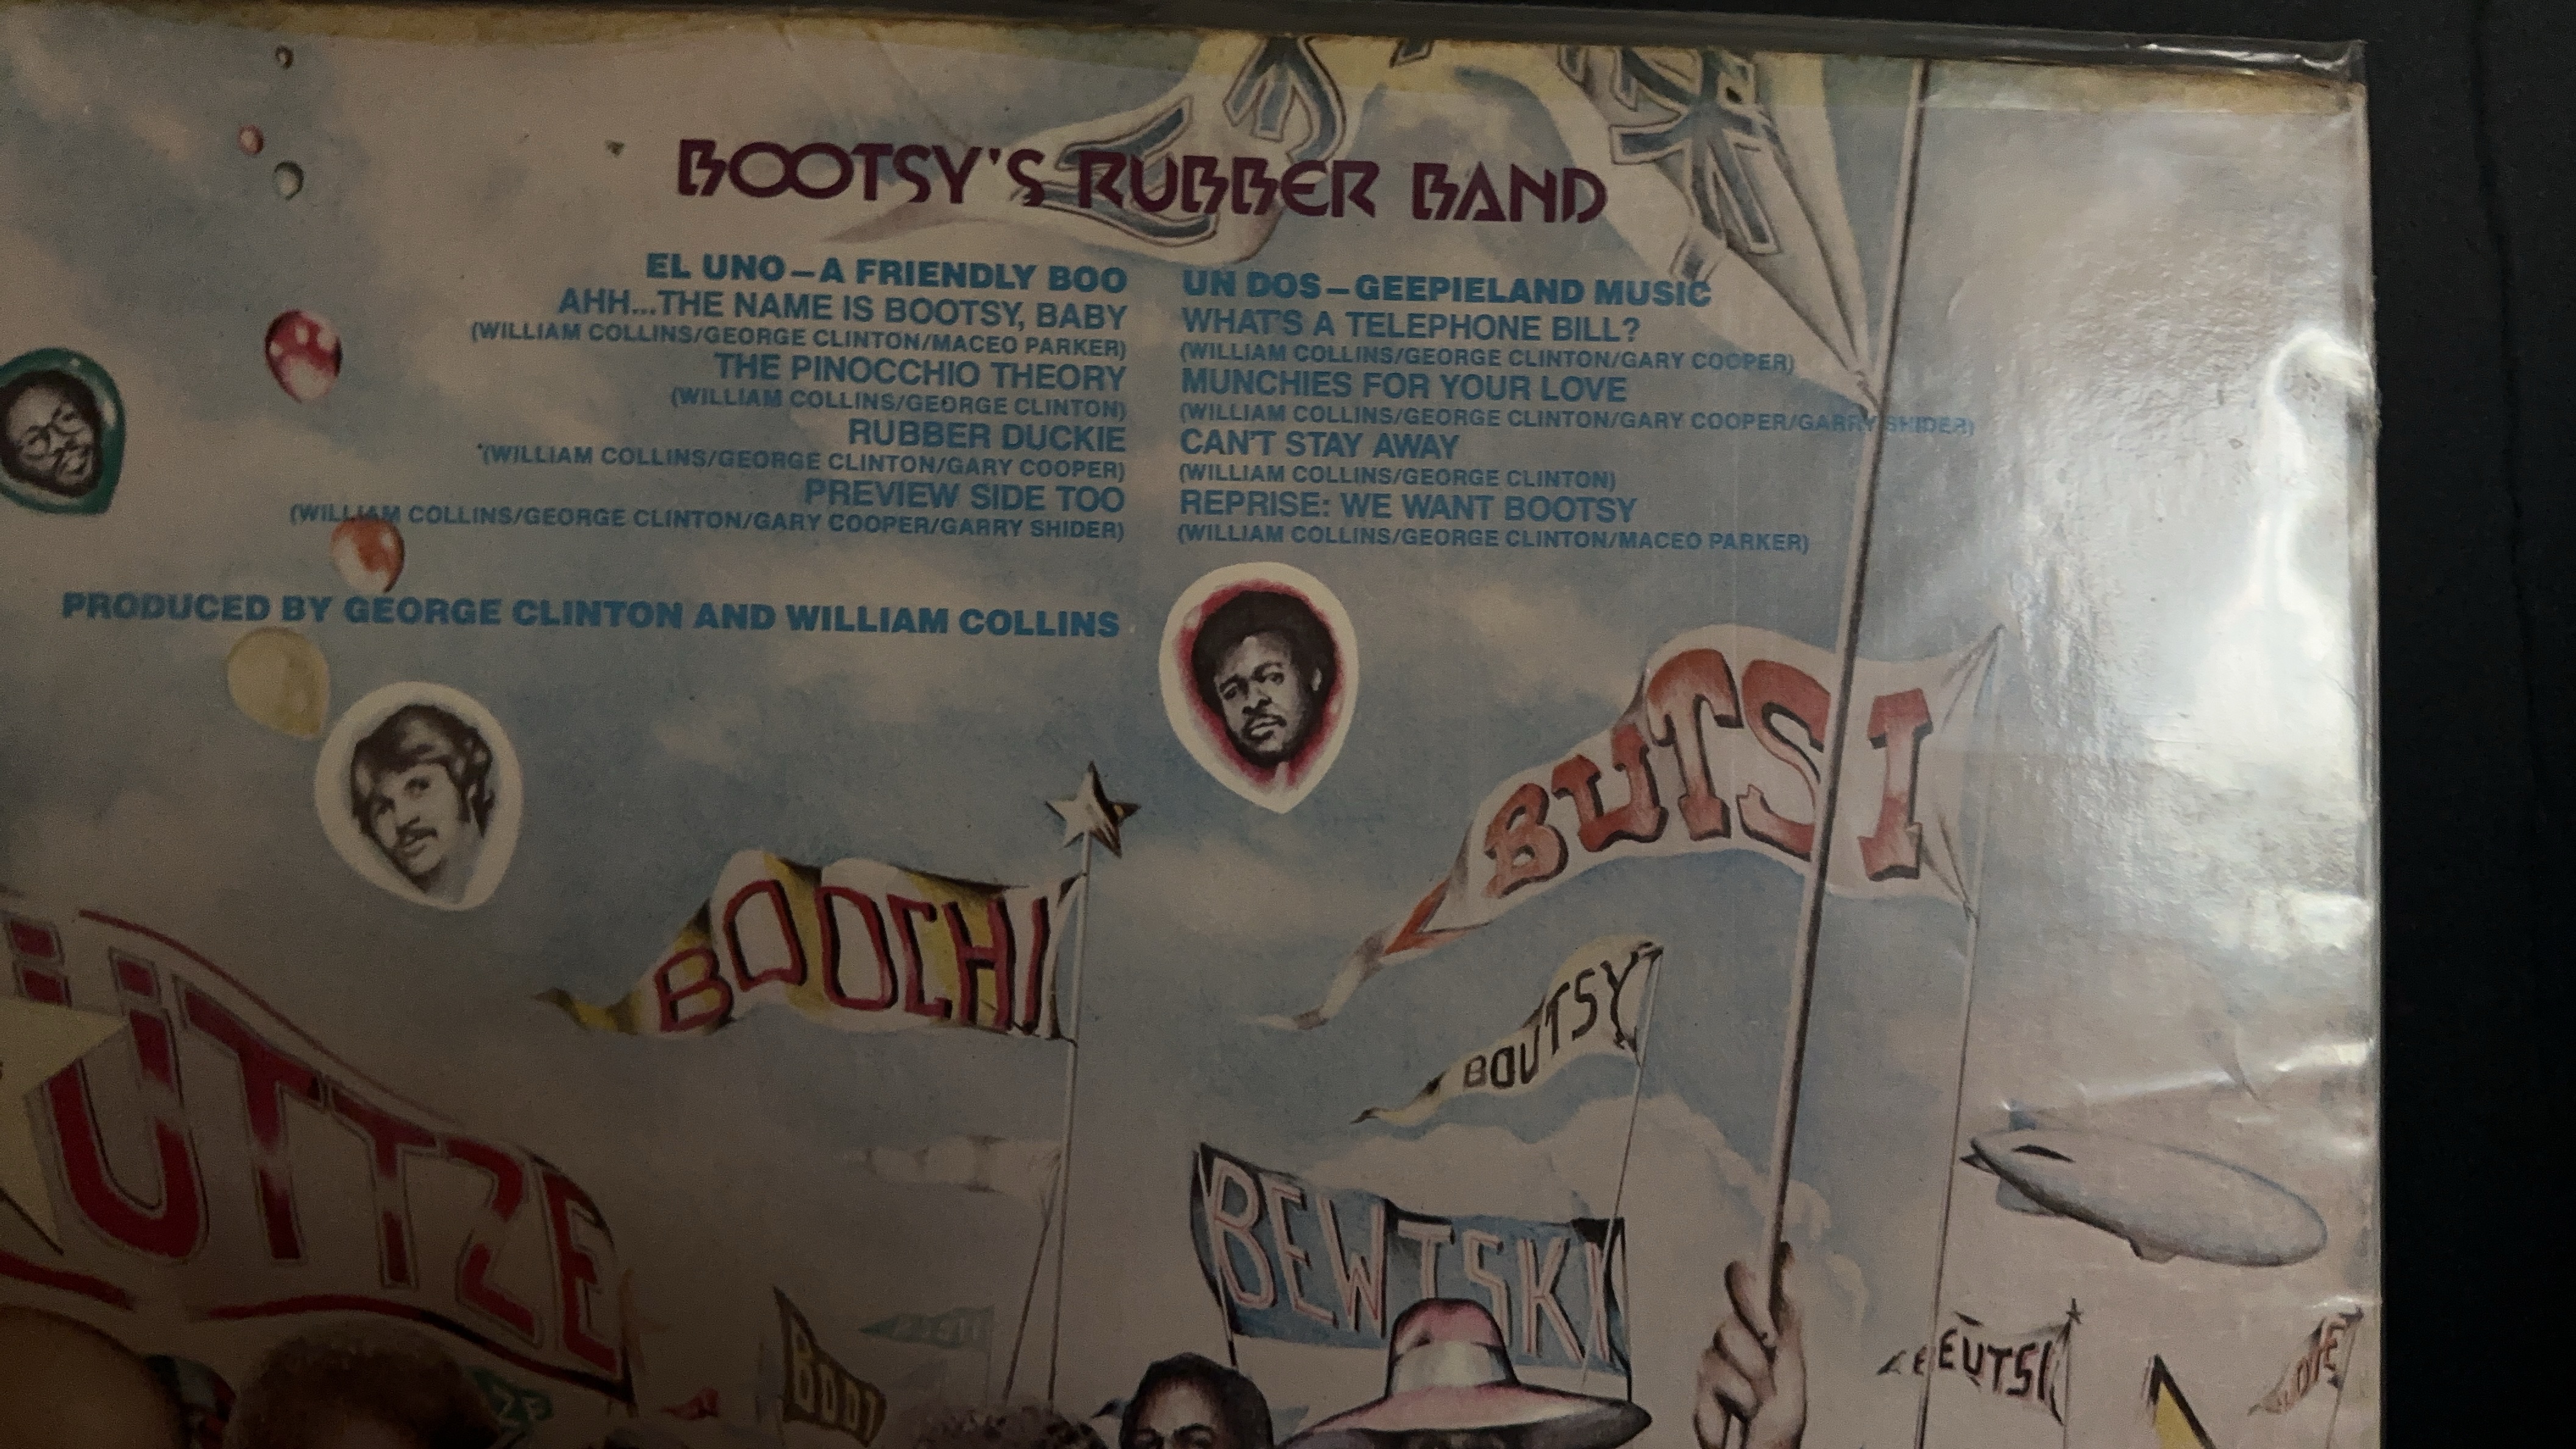 BOOTSY'S RUBBER BAND
EL UNO—A FRIENDLY BOO
AHH...THE NAME IS BOOTSY, BABY
(WILLIAM COLLINS/GEORGE CLINTON/MACEO PARKER)
THE PINOCCHIO THEORY
(WILLIAM COLLINS/GEORGE CLINTON)
RUBBER DUCKIE
*(WILLIAM COLLINS/GEORGE CLINTON/GARY COOPER)
PREVIEW SIDE TOO
(WILLIAM COLLINS/GEORGE CLINTON/GARY COOPER/GARRY SHIDER)
UN DOS—GEEPIELAND MUSIC
WHAT'S A TELEPHONE BILL?
(WILLIAM COLLINS/GEORGE CLINTON/GARY COOPER)
MUNCHIES FOR YOUR LOVE
(WILLIAM COLLINS/GEORGE CLINTON/GARY COOPER/GARRY SHIDER)
CAN'T STAY AWAY
(WILLIAM COLLINS/GEORGE CLINTON)
REPRISE: WE WANT BOOTSY
(WILLIAM COLLINS/GEORGE CLINTON/MACEO PARKER)
PRODUCED BY GEORGE CLINTON AND WILLIAM COLLINS
BUTSI
BOOCHI
BOUTSY
ÜTTZE
BEWTSKI
BOOT